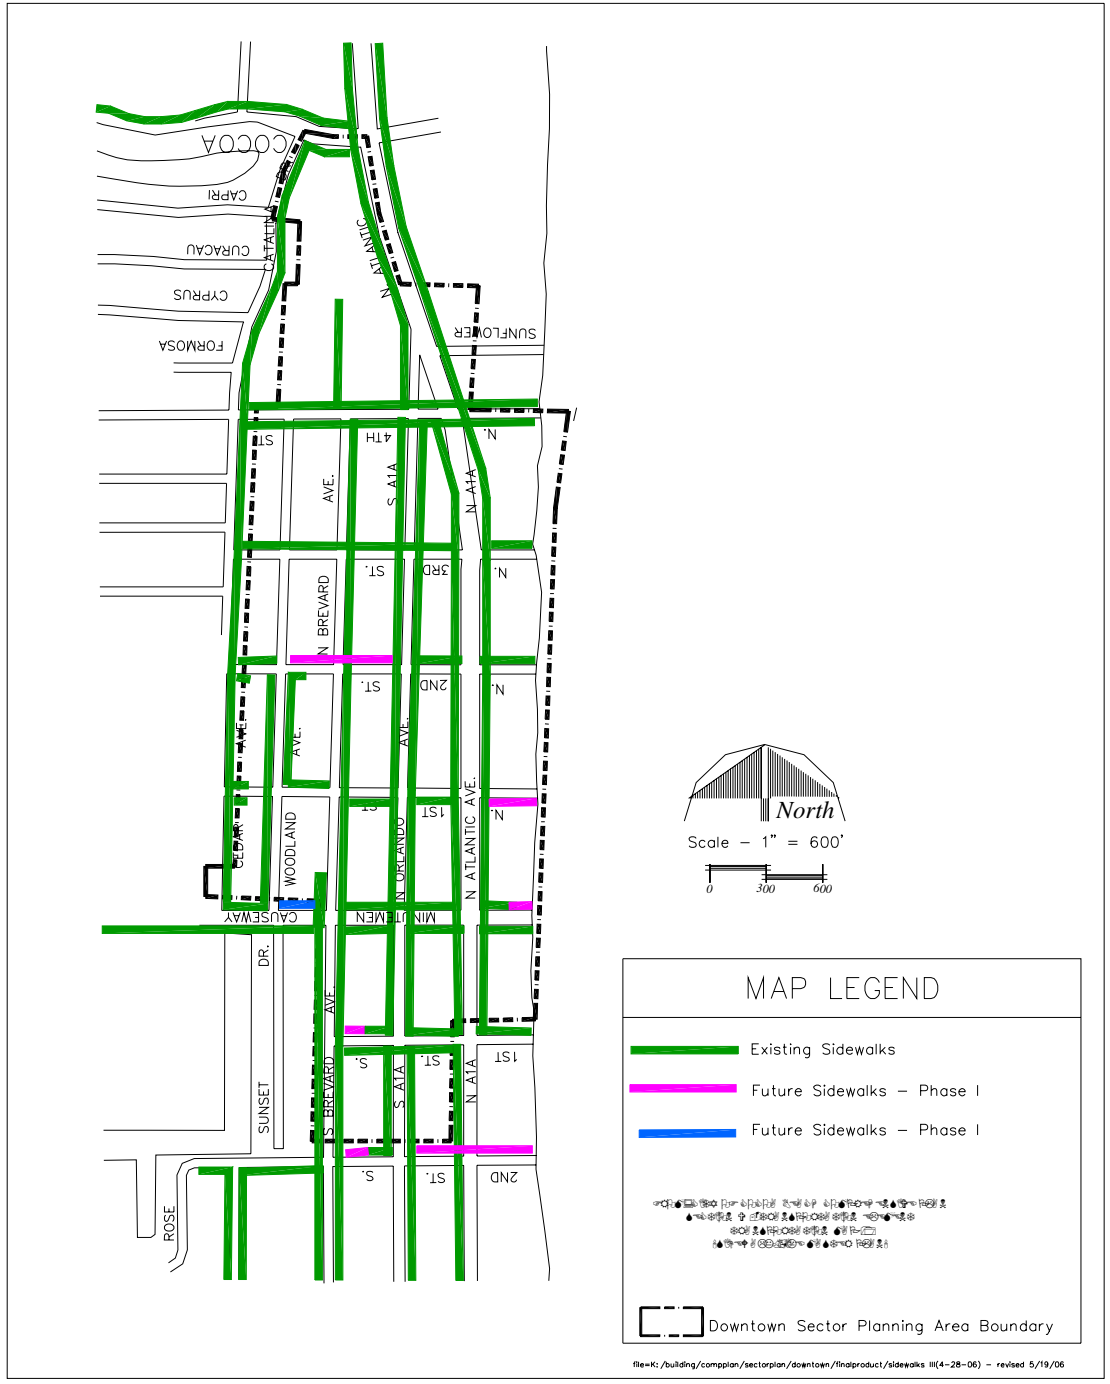 COCOA
DR.
CAPRI
CATALINA
N. ATLANTIC
CURACAU
CYPRUS
SUNFLOWER
FORMOSA
ST.
4TH
N.
AVE.
S A1A
N A1A
ST.
3RD
N.
N BREVARD
ST.
2ND
N.
AVE.
AVE.
AVE.
ST.
1ST
N.
CEDAR
WOODLAND
N ORLANDO
N ATLANTIC AVE.
CAUSEWAY
MINUTEMEN
DR.
AVE.
S.
ST.
1ST
SUNSET
S BREVARD
S A1A
N A1A
S.
ST.
2ND
ROSE
North
Scale - 1" = 600'
0 300 600
MAP LEGEND
Existing Sidewalks
Future Sidewalks - Phase I
Future Sidewalks - Phase I
Downtown Sector Planning Area Boundary
file=K:/building/compplan/sectorplan/downtown/finalproduct/sidewalks III(4-28-06) - revised 5/19/06